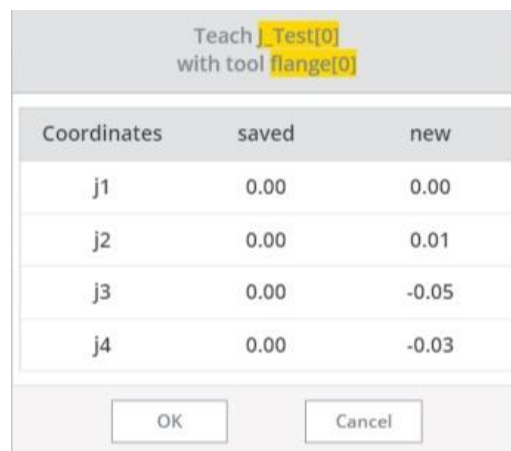 Teach J_Test[0]
with tool flange[0]
Coordinates saved new
j1 0.00 0.00
j2 0.00 0.01
j3 0.00 -0.05
j4 0.00 -0.03
OK Cancel